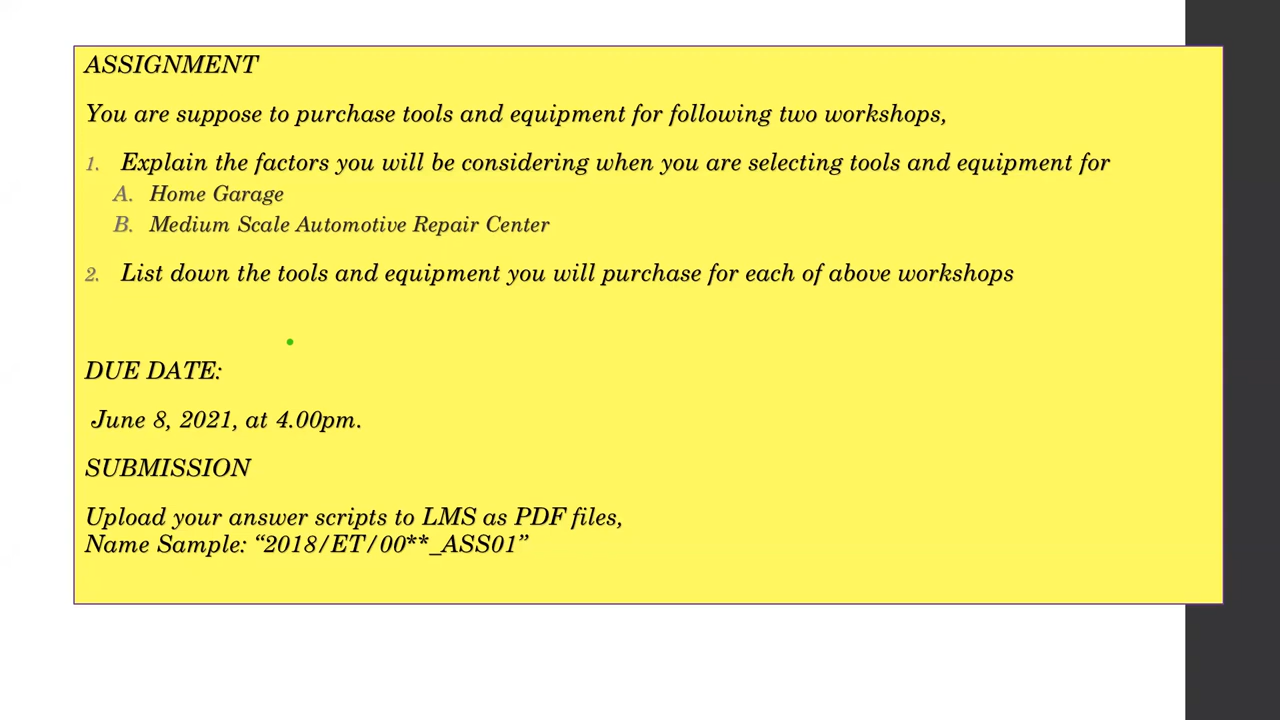 ASSIGNMENT
You are suppose to purchase tools and equipment for following two workshops,
1. Explain the factors you will be considering when you are selecting tools and equipment for
A. Home Garage
B. Medium Scale Automotive Repair Center
2. List down the tools and equipment you will purchase for each of above workshops
DUE DATE:
June 8, 2021, at 4.00pm.
SUBMISSION
Upload your answer scripts to LMS as PDF files,
Name Sample: “2018/ET/00**_ASS01”